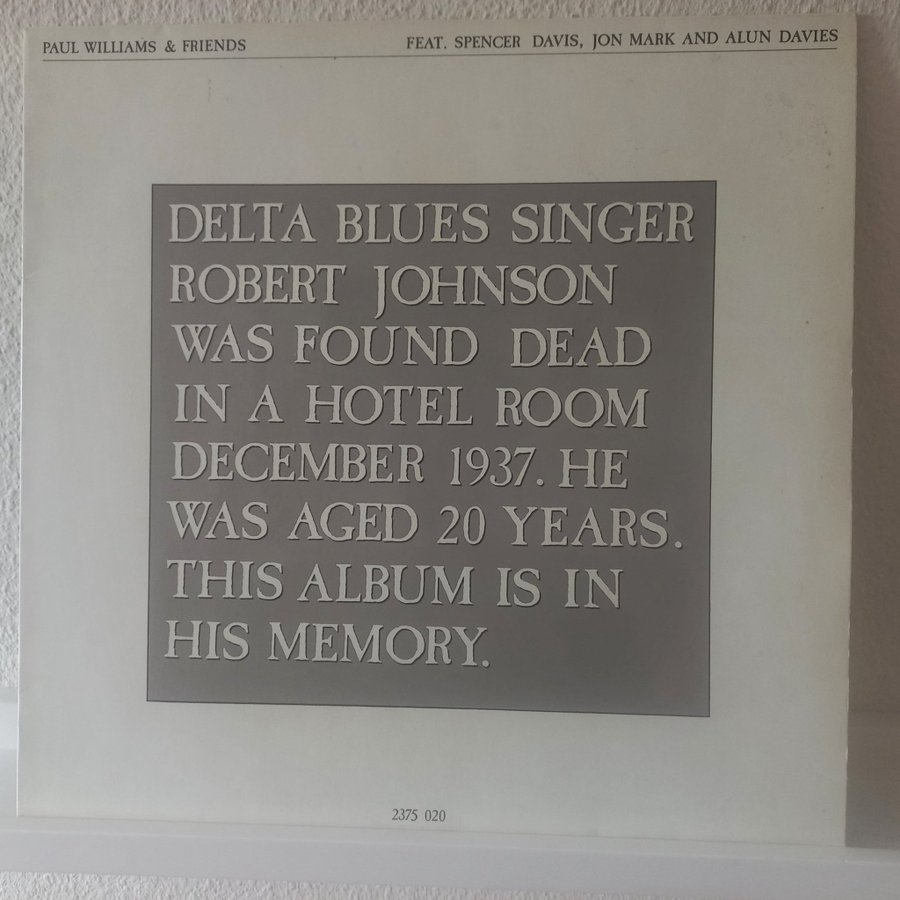 PAUL WILLIAMS & FRIENDS
FEAT. SPENCER DAVIS, JON MARK AND ALUN DAVIES
DELTA BLUES SINGER
ROBERT JOHNSON
WAS FOUND DEAD
IN A HOTEL ROOM
DECEMBER 1937. HE
WAS AGED 20 YEARS.
THIS ALBUM IS IN
HIS MEMORY.
2375 020